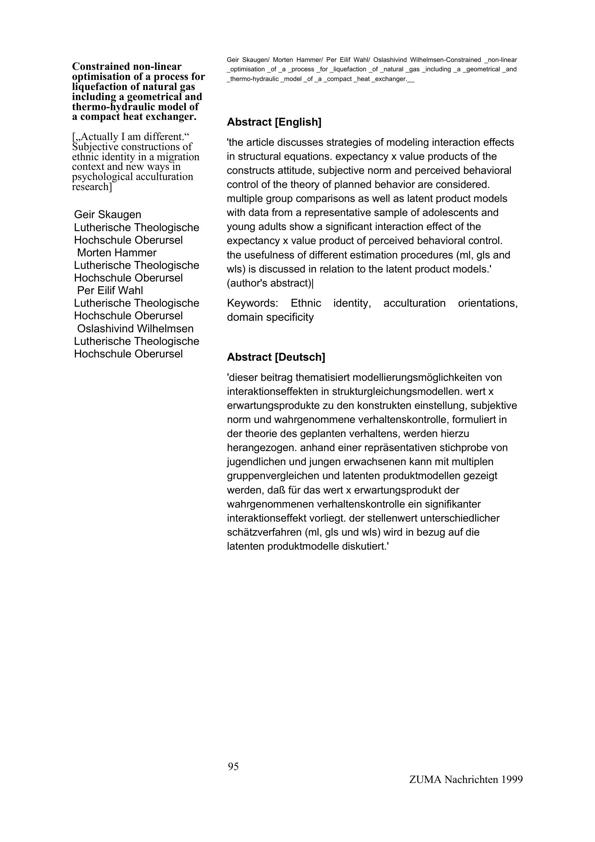 Constrained non-linear
optimisation of a process for
liquefaction of natural gas
including a geometrical and
thermo-hydraulic model of
a compact heat exchanger.
[„Actually I am different.“
Subjective constructions of
ethnic identity in a migration
context and new ways in
psychological acculturation
research]
Geir Skaugen
Lutherische Theologische
Hochschule Oberursel
Morten Hammer
Lutherische Theologische
Hochschule Oberursel
Per Eilif Wahl
Lutherische Theologische
Hochschule Oberursel
Oslashivind Wilhelmsen
Lutherische Theologische
Hochschule Oberursel
Geir Skaugen/ Morten Hammer/ Per Eilif Wahl/ Oslashivind Wilhelmsen-Constrained _non-linear
_optimisation _of _a _process _for _liquefaction _of _natural _gas _including _a _geometrical _and
_thermo-hydraulic _model _of _a _compact _heat _exchanger.__
Abstract [English]
'the article discusses strategies of modeling interaction effects
in structural equations. expectancy x value products of the
constructs attitude, subjective norm and perceived behavioral
control of the theory of planned behavior are considered.
multiple group comparisons as well as latent product models
with data from a representative sample of adolescents and
young adults show a significant interaction effect of the
expectancy x value product of perceived behavioral control.
the usefulness of different estimation procedures (ml, gls and
wls) is discussed in relation to the latent product models.'
(author's abstract)|
Keywords: Ethnic identity, acculturation orientations,
domain specificity
Abstract [Deutsch]
'dieser beitrag thematisiert modellierungsmöglichkeiten von
interaktionseffekten in strukturgleichungsmodellen. wert x
erwartungsprodukte zu den konstrukten einstellung, subjektive
norm und wahrgenommene verhaltenskontrolle, formuliert in
der theorie des geplanten verhaltens, werden hierzu
herangezogen. anhand einer repräsentativen stichprobe von
jugendlichen und jungen erwachsenen kann mit multiplen
gruppenvergleichen und latenten produktmodellen gezeigt
werden, daß für das wert x erwartungsprodukt der
wahrgenommenen verhaltenskontrolle ein signifikanter
interaktionseffekt vorliegt. der stellenwert unterschiedlicher
schätzverfahren (ml, gls und wls) wird in bezug auf die
latenten produktmodelle diskutiert.'
95
ZUMA Nachrichten 1999